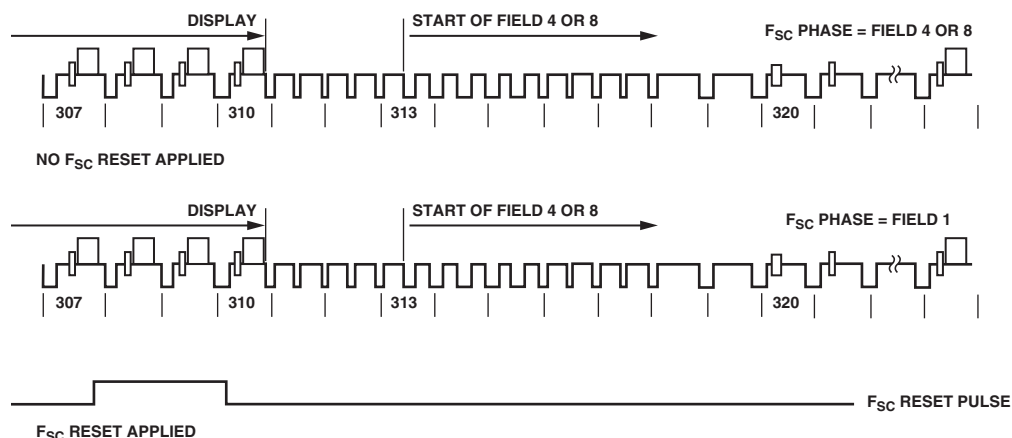 DISPLAY
START OF FIELD 4 OR 8
FSC PHASE = FIELD 4 OR 8
307
310
313
320
NO FSC RESET APPLIED
DISPLAY
START OF FIELD 4 OR 8
FSC PHASE = FIELD 1
307
310
313
320
FSC RESET PULSE
FSC RESET APPLIED